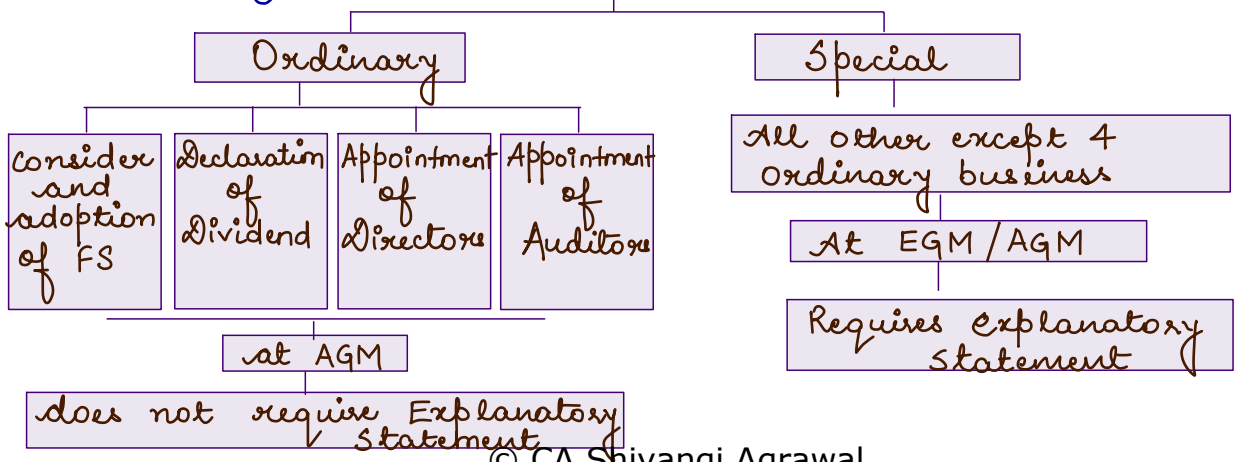 Ordinary
Special
consider
and
adoption
of FS
Declaration
of
Dividend
Appointment
of
Directors
Appointment
of
Auditors
All other except 4
ordinary business
at AGM
At EGM/AGM
does not require Explanatory
Statement
Requires explanatory
statement
© CA Shivangi Agrawal